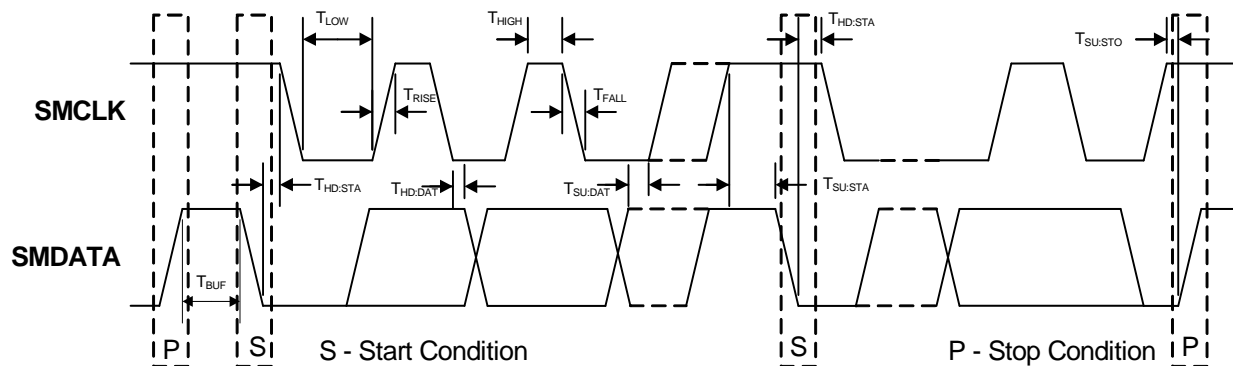 TLOW
THIGH
THD:STA
TSU:STO
SMCLK
TRISE
TFALL
THD:STA
THD:DAT
TSU:DAT
TSU:STA
SMDATA
TBUF
P
S
S - Start Condition
S
P - Stop Condition
P